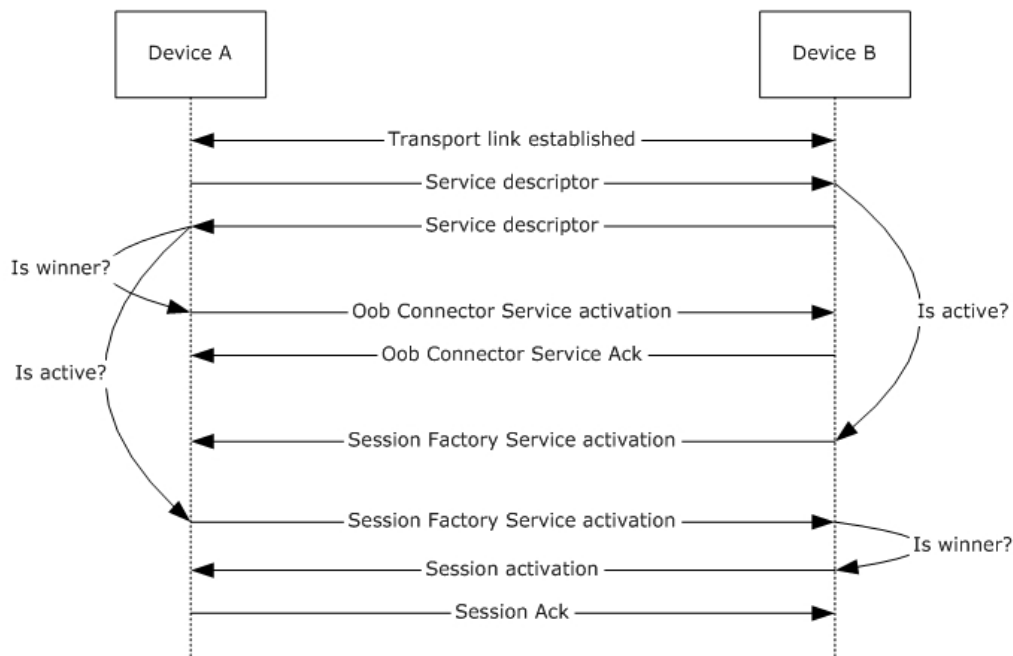 Device A
Device B
Transport link established
Service descriptor
Service descriptor
Is winner?
Oob Connector Service activation
Is active?
Oob Connector Service Ack
Is active?
Session Factory Service activation
Session Factory Service activation
Is winner?
Session activation
Session Ack